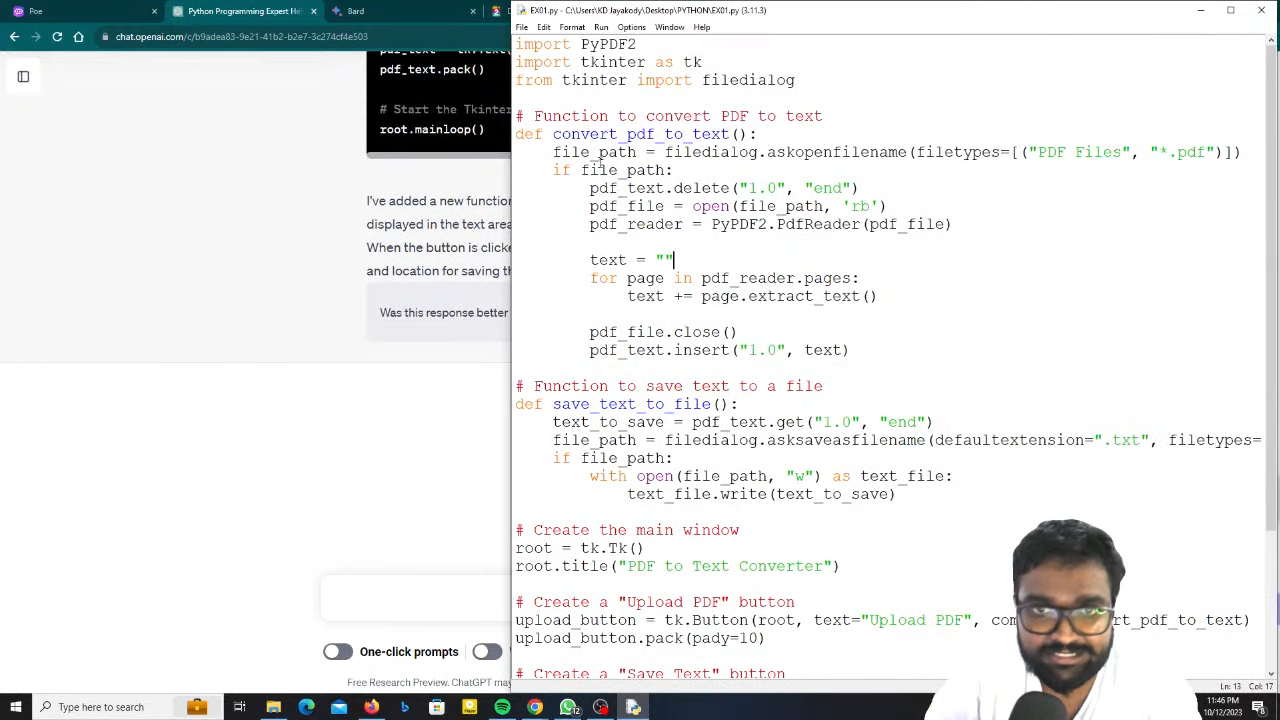 Poe
Python Programming Expert Hel
Bard
EX01.py - C:\Users\KD Jayakody\Desktop\PYTHON\EX01.py (3.11.3)
File Edit Format Run Options Window Help
chat.openai.com/c/b9adea83-9e21-41b2-b2e7-3c274cf4e503
pdf_text.pack()
# Start the Tkinter
root.mainloop()
I've added a new function
displayed in the text area
When the button is clicke
and location for saving th
Was this response better
One-click prompts
Free Research Preview. ChatGPT may
import PyPDF2
import tkinter as tk
from tkinter import filedialog
# Function to convert PDF to text
def convert_pdf_to_text():
file_path = filedialog.askopenfilename(filetypes=[("PDF Files", "*.pdf")])
if file_path:
pdf_text.delete("1.0", "end")
pdf_file = open(file_path, 'rb')
pdf_reader = PyPDF2.PdfReader(pdf_file)
text = ""
for page in pdf_reader.pages:
text += page.extract_text()
pdf_file.close()
pdf_text.insert("1.0", text)
# Function to save text to a file
def save_text_to_file():
text_to_save = pdf_text.get("1.0", "end")
file_path = filedialog.asksaveasfilename(defaultextension=".txt", filetypes=
if file_path:
with open(file_path, "w") as text_file:
text_file.write(text_to_save)
# Create the main window
root = tk.Tk()
root.title("PDF to Text Converter")
# Create a "Upload PDF" button
upload_button = tk.Button(root, text="Upload PDF", com ert_pdf_to_text)
upload_button.pack(pady=10)
# Create a "Save Text" button
Ln: 13 Col: 17
Type here to search
12
11:46 PM
10/12/2023
3